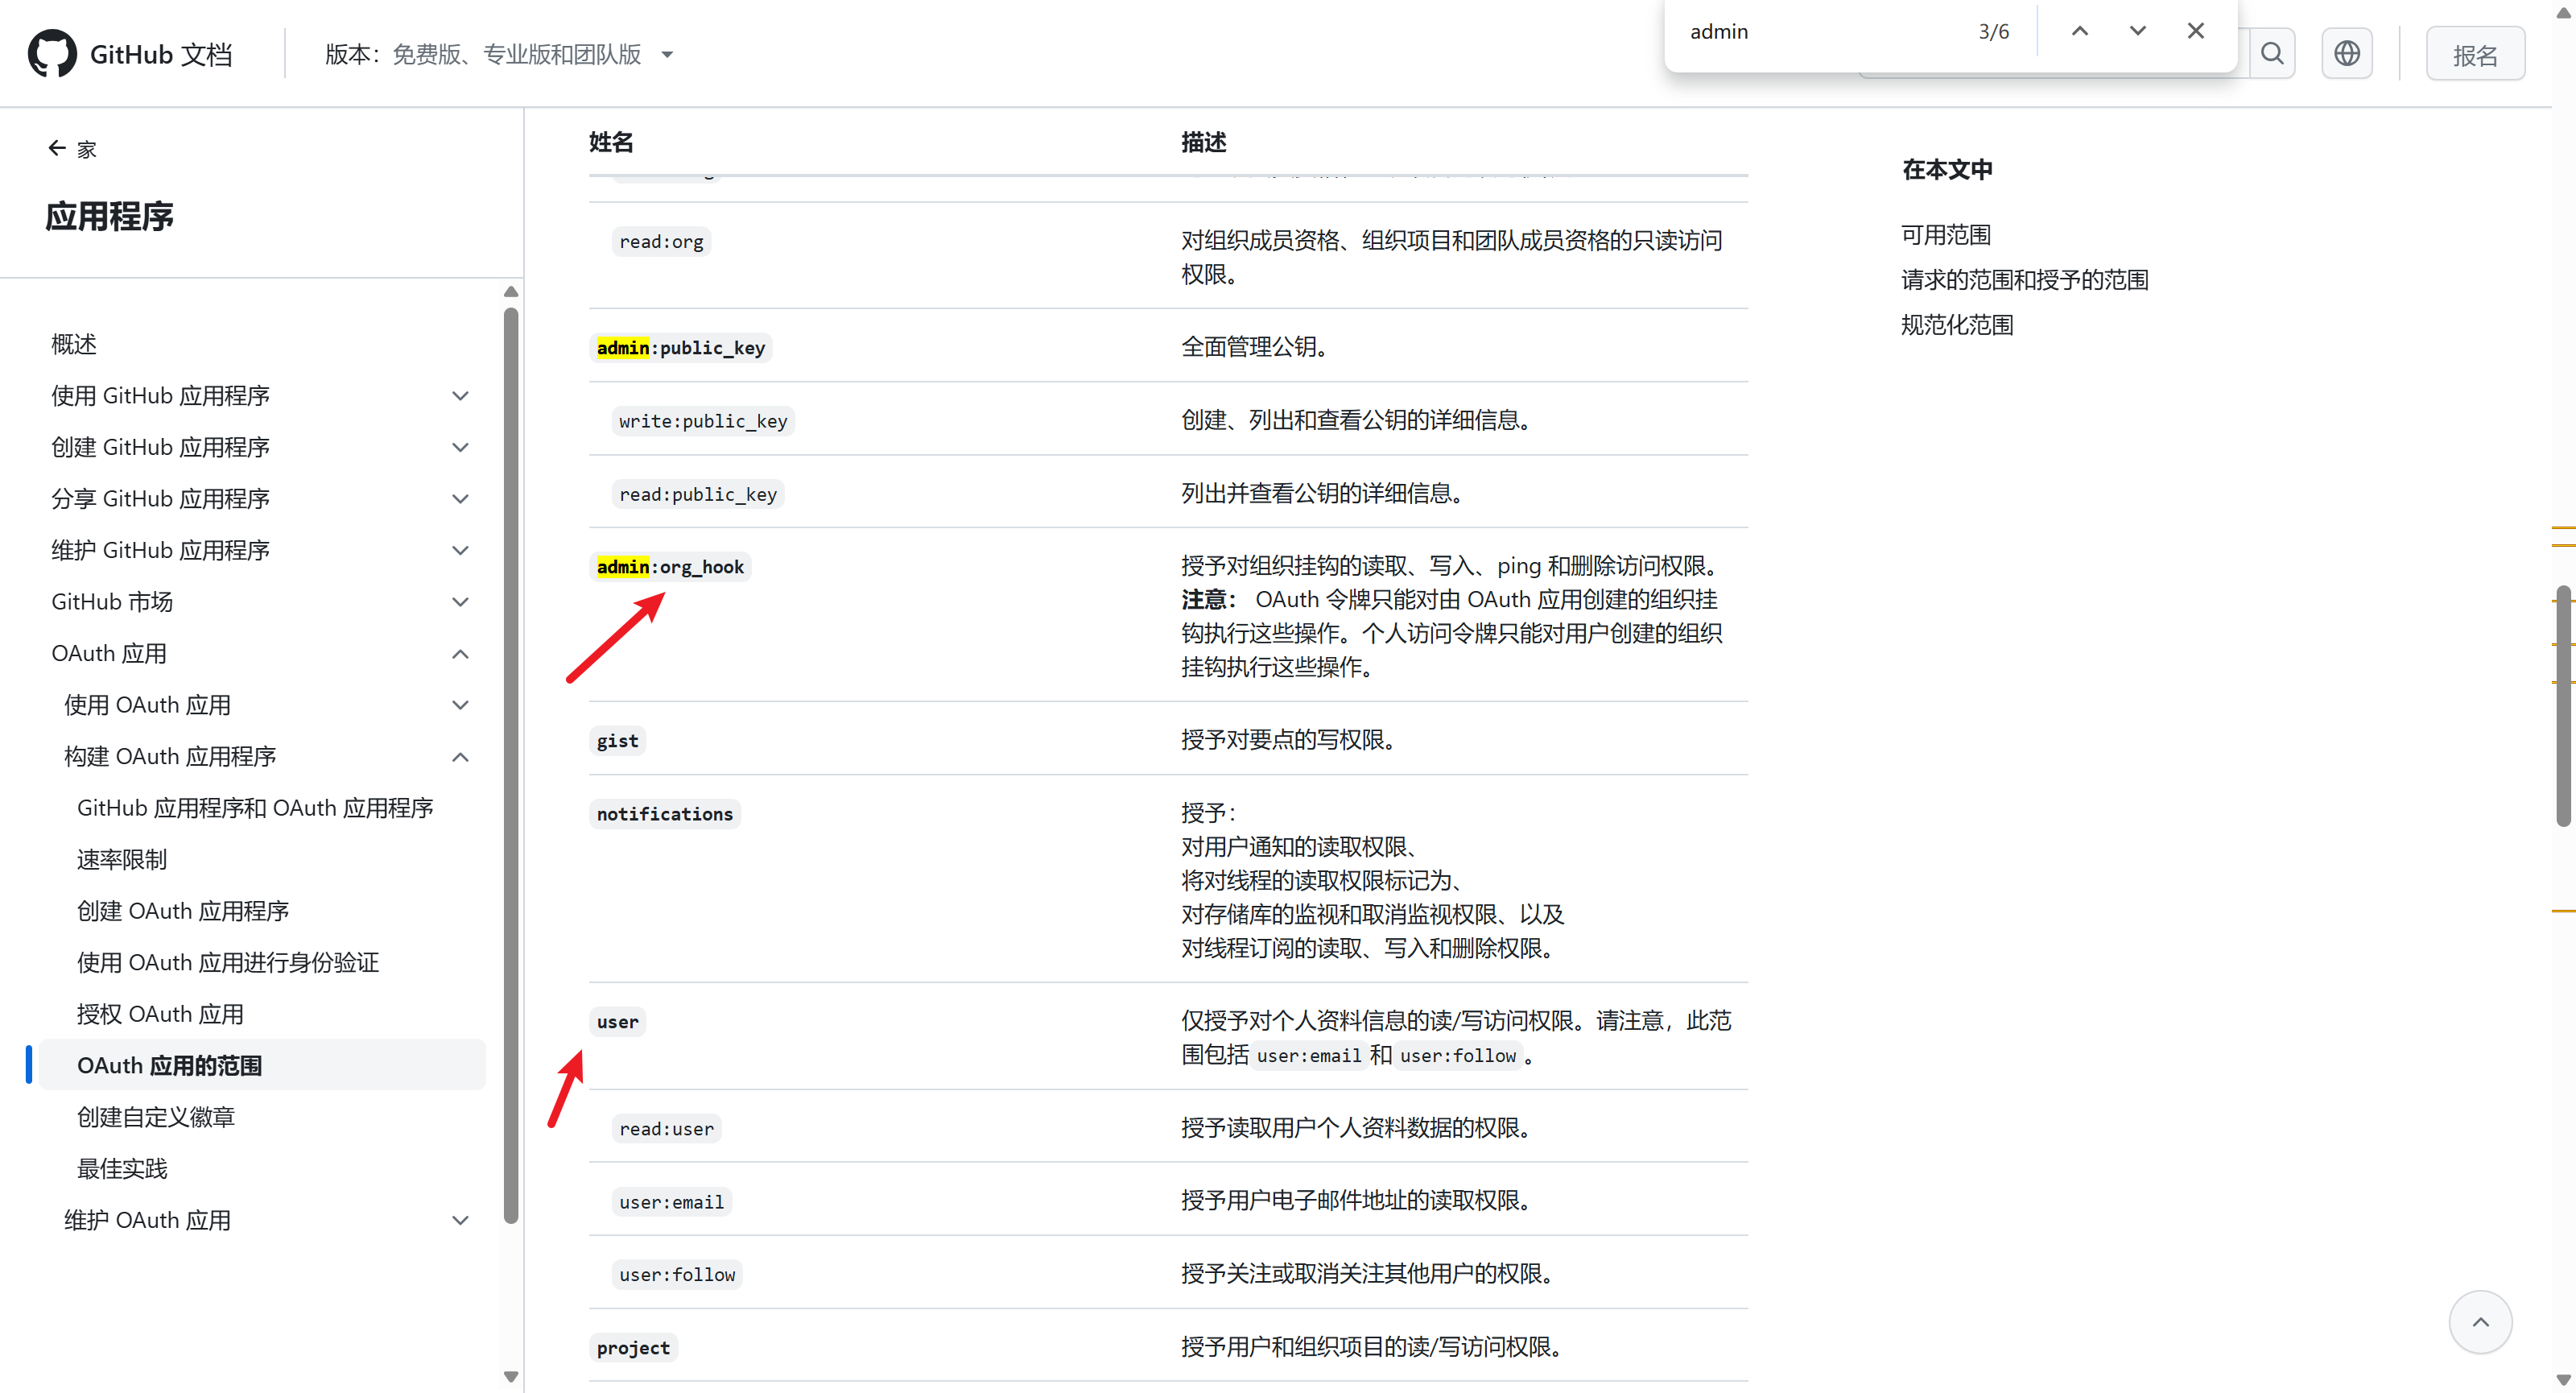 GitHub 文档
版本：免费版、专业版和团队版
admin
3/6
报名
家
应用程序
概述
使用 GitHub 应用程序
创建 GitHub 应用程序
分享 GitHub 应用程序
维护 GitHub 应用程序
GitHub 市场
OAuth 应用
使用 OAuth 应用
构建 OAuth 应用程序
GitHub 应用程序和 OAuth 应用程序
速率限制
创建 OAuth 应用程序
使用 OAuth 应用进行身份验证
授权 OAuth 应用
OAuth 应用的范围
创建自定义徽章
最佳实践
维护 OAuth 应用
姓名 描述
read:org 对组织成员资格、组织项目和团队成员资格的只读访问
权限。
admin:public_key 全面管理公钥。
write:public_key 创建、列出和查看公钥的详细信息。
read:public_key 列出并查看公钥的详细信息。
admin:org_hook 授予对组织挂钩的读取、写入、ping 和删除访问权限。
注意： OAuth 令牌只能对由 OAuth 应用创建的组织挂
钩执行这些操作。个人访问令牌只能对用户创建的组织
挂钩执行这些操作。
gist 授予对要点的写权限。
notifications 授予：
对用户通知的读取权限、
将对线程的读取权限标记为、
对存储库的监视和取消监视权限、以及
对线程订阅的读取、写入和删除权限。
user 仅授予对个人资料信息的读/写访问权限。请注意，此范
围包括 user:email 和 user:follow 。
read:user 授予读取用户个人资料数据的权限。
user:email 授予用户电子邮件地址的读取权限。
user:follow 授予关注或取消关注其他用户的权限。
project 授予用户和组织项目的读/写访问权限。
在本文中
可用范围
请求的范围和授予的范围
规范化范围